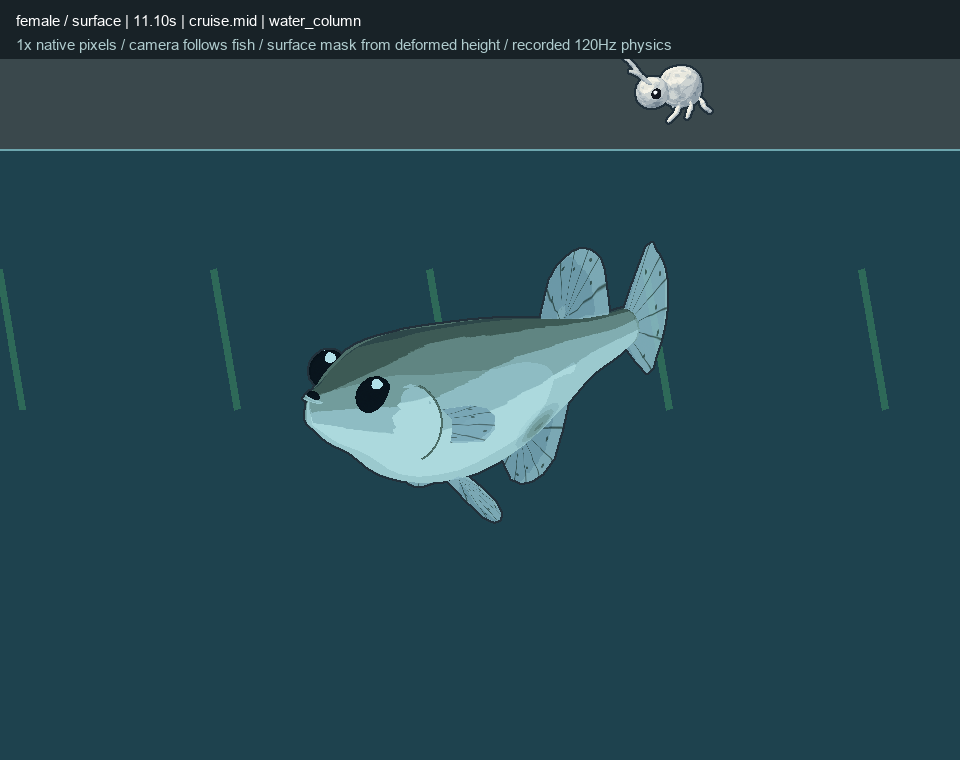 female / surface | 11.10s | cruise.mid | water_column
1x native pixels / camera follows fish / surface mask from deformed height / recorded 120Hz physics